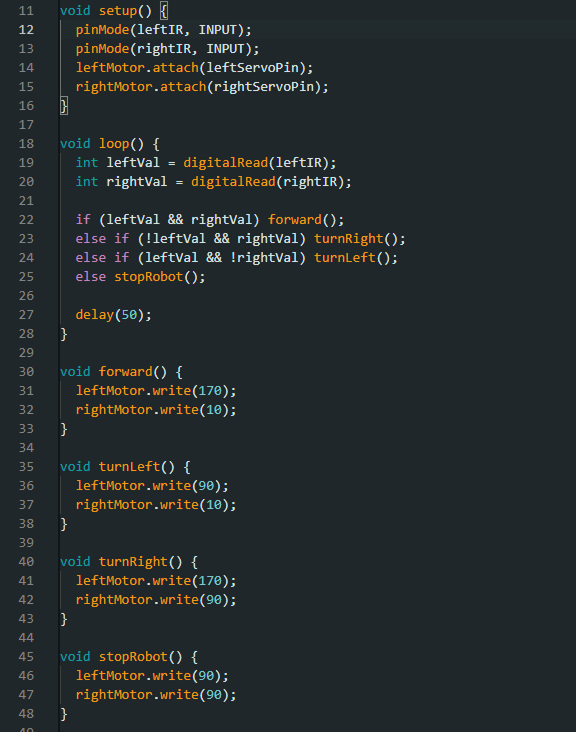 11 void setup() {
12   pinMode(leftIR, INPUT);
13   pinMode(rightIR, INPUT);
14   leftMotor.attach(leftServoPin);
15   rightMotor.attach(rightServoPin);
16 }
17
18 void loop() {
19   int leftVal = digitalRead(leftIR);
20   int rightVal = digitalRead(rightIR);
21
22   if (leftVal && rightVal) forward();
23   else if (!leftVal && rightVal) turnRight();
24   else if (leftVal && !rightVal) turnLeft();
25   else stopRobot();
26
27   delay(50);
28 }
29
30 void forward() {
31   leftMotor.write(170);
32   rightMotor.write(10);
33 }
34
35 void turnLeft() {
36   leftMotor.write(90);
37   rightMotor.write(10);
38 }
39
40 void turnRight() {
41   leftMotor.write(170);
42   rightMotor.write(90);
43 }
44
45 void stopRobot() {
46   leftMotor.write(90);
47   rightMotor.write(90);
48 }